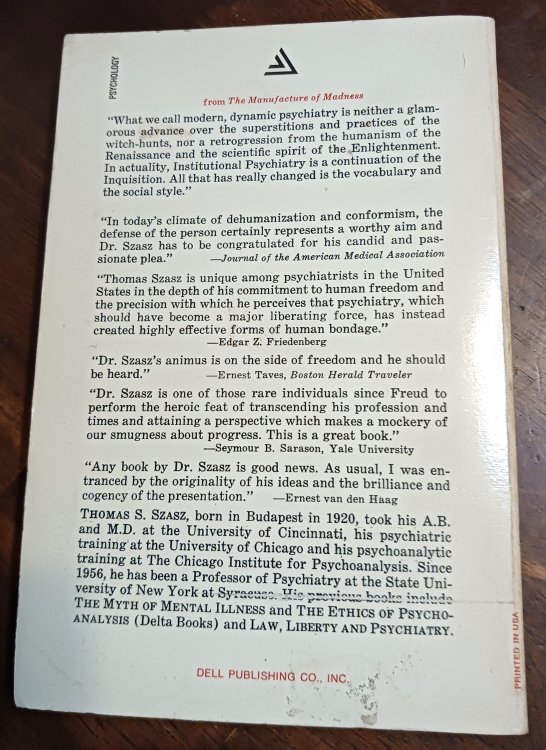 PSYCHOLOGY
from The Manufacture of Madness
"What we call modern, dynamic psychiatry is neither a glam-
orous advance over the superstitions and practices of the
witch-hunts, nor a retrogression from the humanism of the
Renaissance and the scientific spirit of the Enlightenment.
In actuality, Institutional Psychiatry is a continuation of the
Inquisition. All that has really changed is the vocabulary and
the social style."
"In today's climate of dehumanization and conformism, the
defense of the person certainly represents a worthy aim and
Dr. Szasz has to be congratulated for his candid and pas-
sionate plea." —Journal of the American Medical Association
"Thomas Szasz is unique among psychiatrists in the United
States in the depth of his commitment to human freedom and
the precision with which he perceives that psychiatry, which
should have become a major liberating force, has instead
created highly effective forms of human bondage."
—Edgar Z. Friedenberg
"Dr. Szasz's animus is on the side of freedom and he should
be heard." —Ernest Taves, Boston Herald Traveler
"Dr. Szasz is one of those rare individuals since Freud to
perform the heroic feat of transcending his profession and
times and attaining a perspective which makes a mockery of
our smugness about progress. This is a great book."
—Seymour B. Sarason, Yale University
"Any book by Dr. Szasz is good news. As usual, I was en-
tranced by the originality of his ideas and the brilliance and
cogency of the presentation." —Ernest van den Haag
THOMAS S. SZASZ, born in Budapest in 1920, took his A.B.
and M.D. at the University of Cincinnati, his psychiatric
training at the University of Chicago and his psychoanalytic
training at The Chicago Institute for Psychoanalysis. Since
1956, he has been a Professor of Psychiatry at the State Uni-
versity of New York at Syracuse. His previous books include
THE MYTH OF MENTAL ILLNESS and THE ETHICS OF PSYCHO-
ANALYSIS (Delta Books) and LAW, LIBERTY AND PSYCHIATRY.
DELL PUBLISHING CO., INC.
PRINTED IN USA